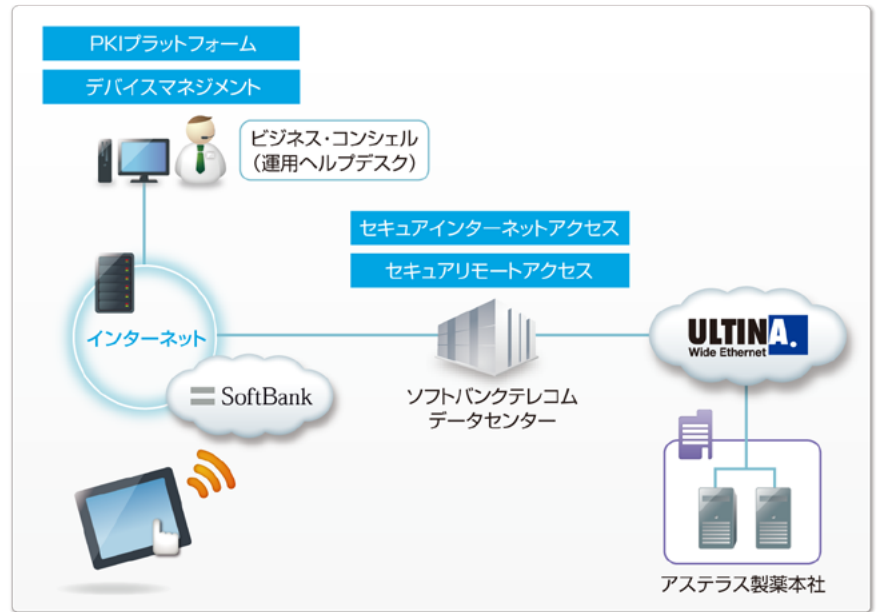 PKIプラットフォーム
デバイスマネジメント
ビジネス・コンシェル
（運用ヘルプデスク）
セキュアインターネットアクセス
セキュアリモートアクセス
インターネット
SoftBank
ソフトバンクテレコム
データセンター
ULTINA.
Wide Ethernet
アステラス製薬本社